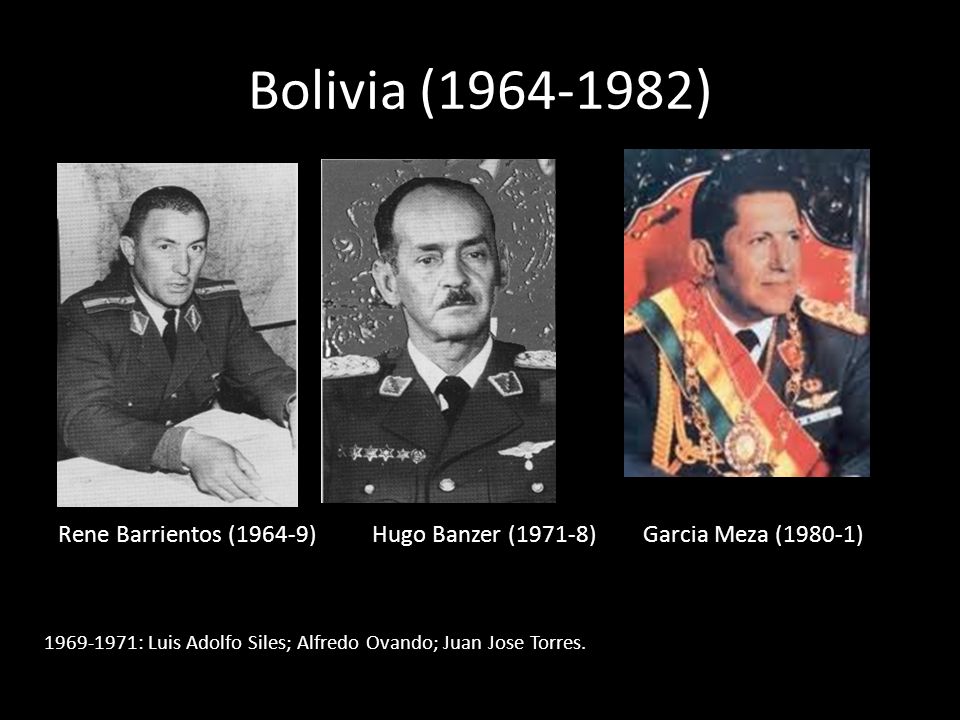 Bolivia (1964-1982)
Rene Barrientos (1964-9) Hugo Banzer (1971-8) Garcia Meza (1980-1)
1969-1971: Luis Adolfo Siles; Alfredo Ovando; Juan Jose Torres.